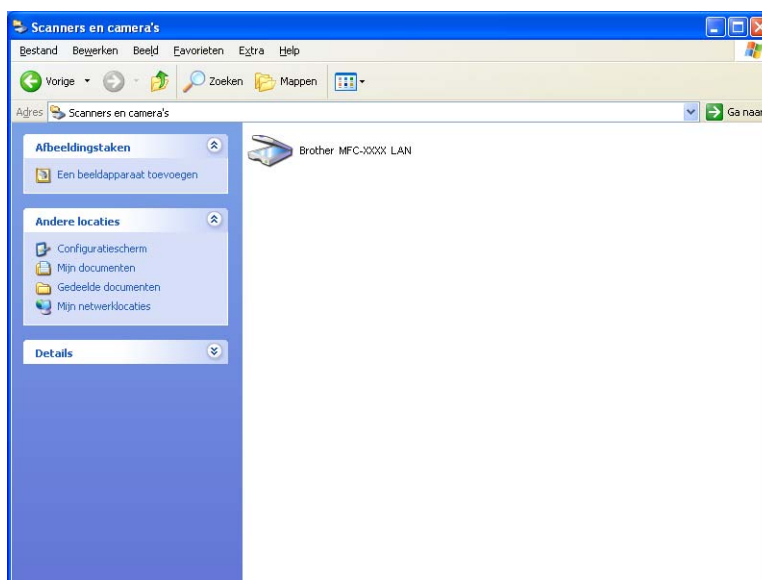 Scanners en camera's
Bestand Bewerken Beeld Favorieten Extra Help
Vorige Zoeken Mappen
Adres Scanners en camera's Ga naar
Afbeeldingstaken
Een beeldapparaat toevoegen
Brother MFC-XXXX LAN
Andere locaties
Configuratiescherm
Mijn documenten
Gedeelde documenten
Mijn netwerklocaties
Details